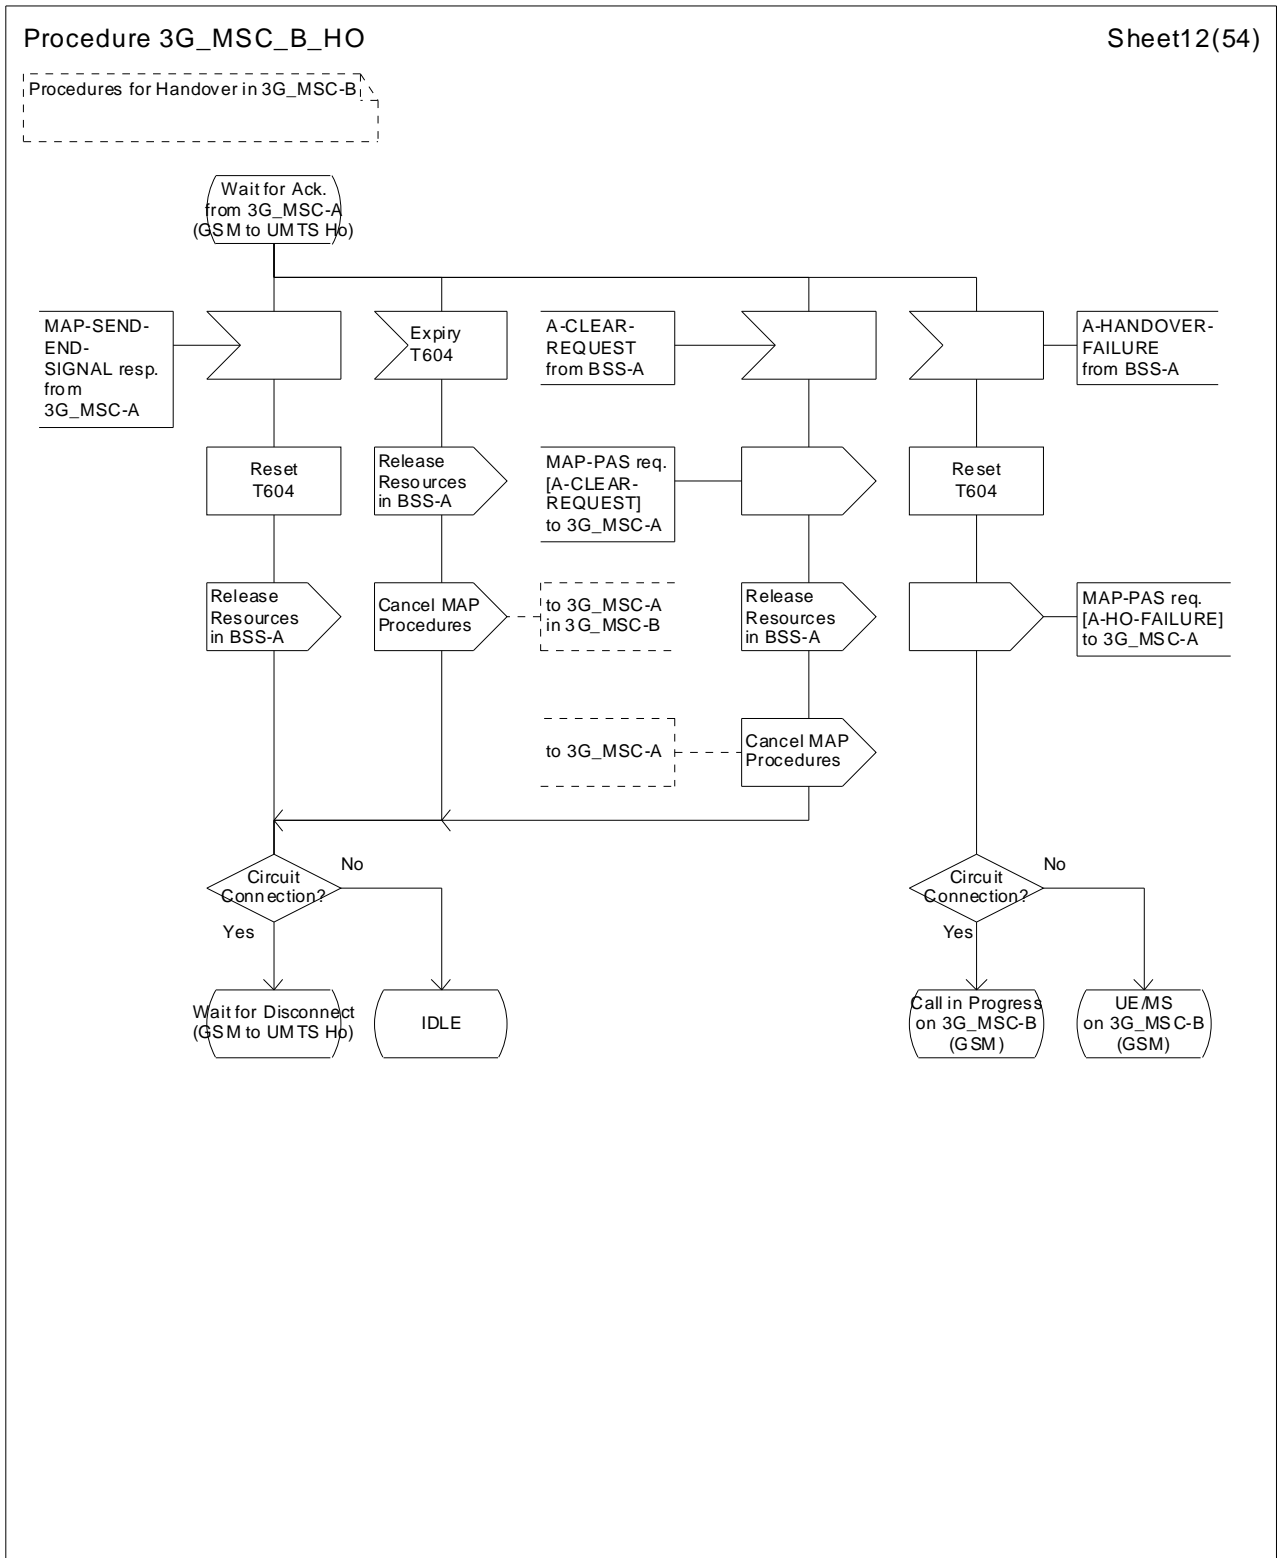 Procedure 3G_MSC_B_HO
Sheet12(54)
Procedures for Handover in 3G_MSC-B
Wait for Ack.
from 3G_MSC-A
(GSM to UMTS Ho)
MAP-SEND-
END-
SIGNAL resp.
from
3G_MSC-A
Expiry
T604
A-CLEAR-
REQUEST
from BSS-A
A-HANDOVER-
FAILURE
from BSS-A
Reset
T604
Release
Resources
in BSS-A
MAP-PAS req.
[A-CLEAR-
REQUEST]
to 3G_MSC-A
Reset
T604
Release
Resources
in BSS-A
Cancel MAP
Procedures
to 3G_MSC-A
in 3G_MSC-B
Release
Resources
in BSS-A
MAP-PAS req.
[A-HO-FAILURE]
to 3G_MSC-A
to 3G_MSC-A
Cancel MAP
Procedures
Circuit
Connection?
No
Yes
Circuit
Connection?
No
Yes
Wait for Disconnect
(GSM to UMTS Ho)
IDLE
Call in Progress
on 3G_MSC-B
(GSM)
UE/MS
on 3G_MSC-B
(GSM)